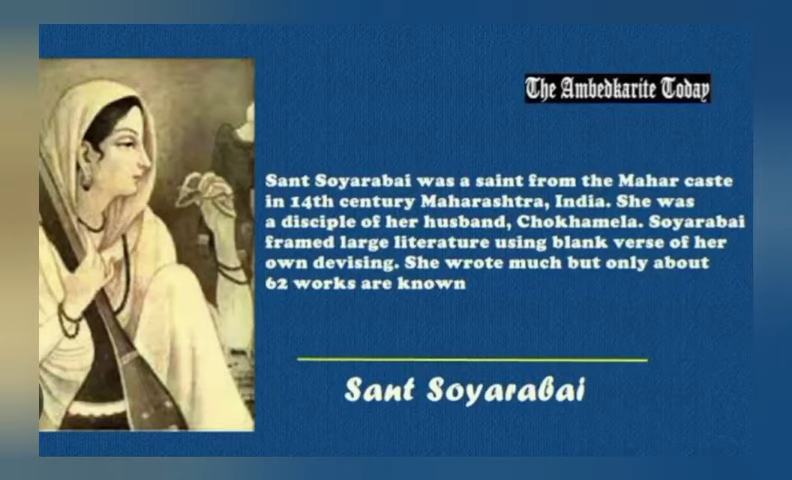 The Ambedkarite Today
Sant Soyarabai was a saint from the Mahar caste
in 14th century Maharashtra, India. She was
a disciple of her husband, Chokhamela. Soyarabai
framed large literature using blank verse of her
own devising. She wrote much but only about
62 works are known
Sant Soyarabai